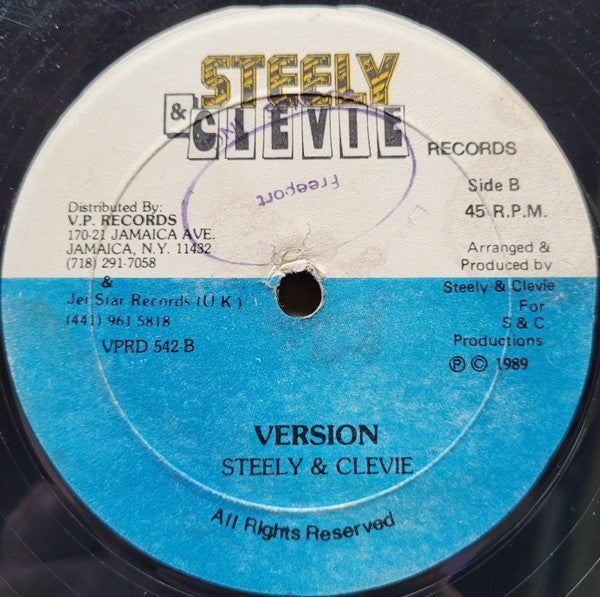 STEELY
& CLEVIE
RECORDS
Freeport
Side B
45 R.P.M.
Distributed By:
V.P. RECORDS
170-21 JAMAICA AVE.
JAMAICA, N.Y. 11432
(718) 291-7058
&
Jet Star Records (U K)
(441) 961 5818
VPRD 542-B
Arranged &
Produced by
Steely & Clevie
For
S & C
Productions
℗ © 1989
VERSION
STEELY & CLEVIE
All Rights Reserved